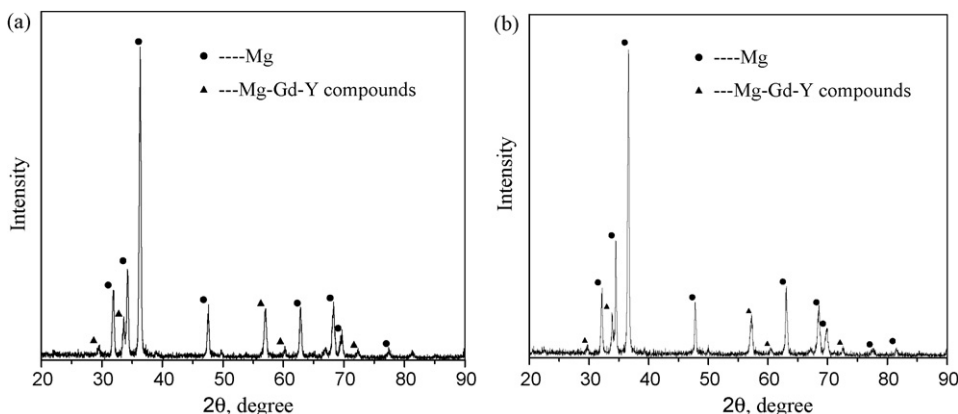 (a)
● ----Mg
▲ ---Mg-Gd-Y compounds
Intensity
20 30 40 50 60 70 80 90
2θ, degree
(b)
● ----Mg
▲ ---Mg-Gd-Y compounds
Intensity
20 30 40 50 60 70 80 90
2θ, degree